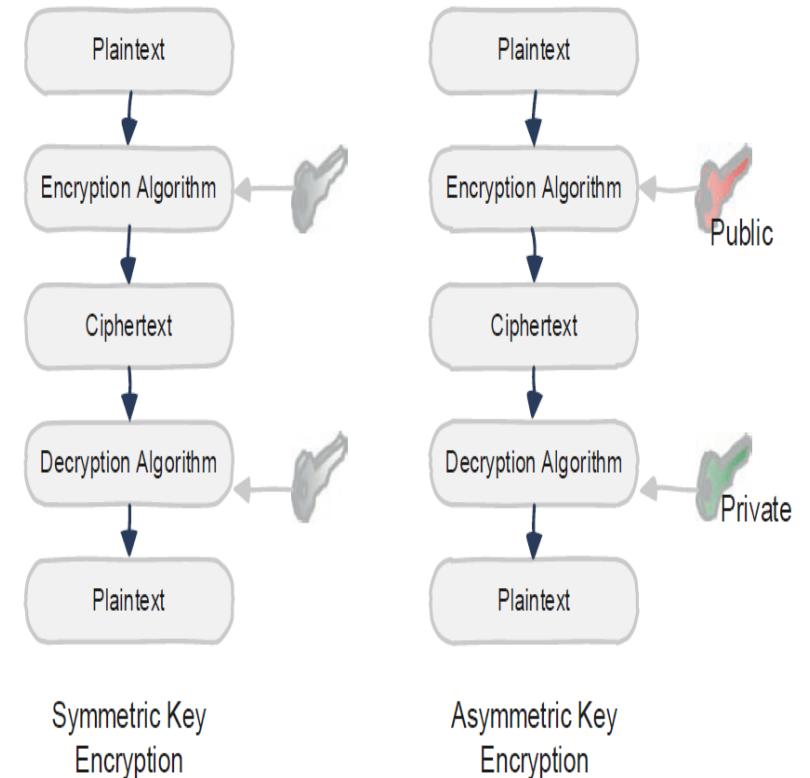 Plaintext
Encryption Algorithm
Ciphertext
Decryption Algorithm
Plaintext
Symmetric Key
Encryption
Plaintext
Encryption Algorithm
Public
Ciphertext
Decryption Algorithm
Private
Plaintext
Asymmetric Key
Encryption